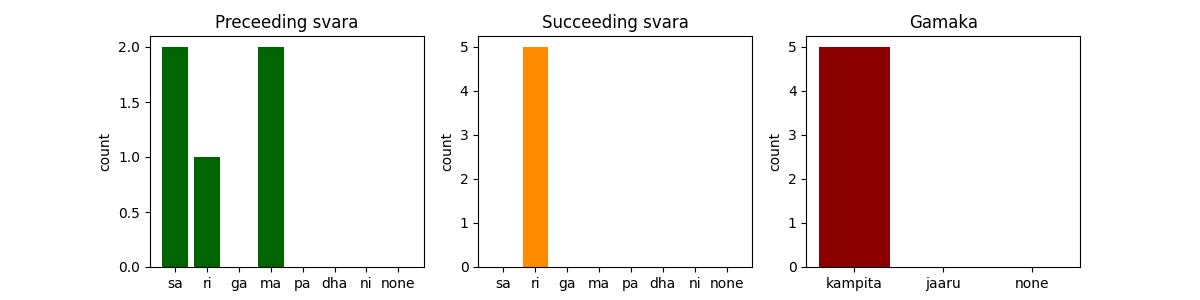 Preceeding svara
count
2.0
1.5
1.0
0.5
0.0
sa ri ga ma pa dha ni none
Succeeding svara
count
5
4
3
2
1
0
sa ri ga ma pa dha ni none
Gamaka
count
5
4
3
2
1
0
kampita jaaru none